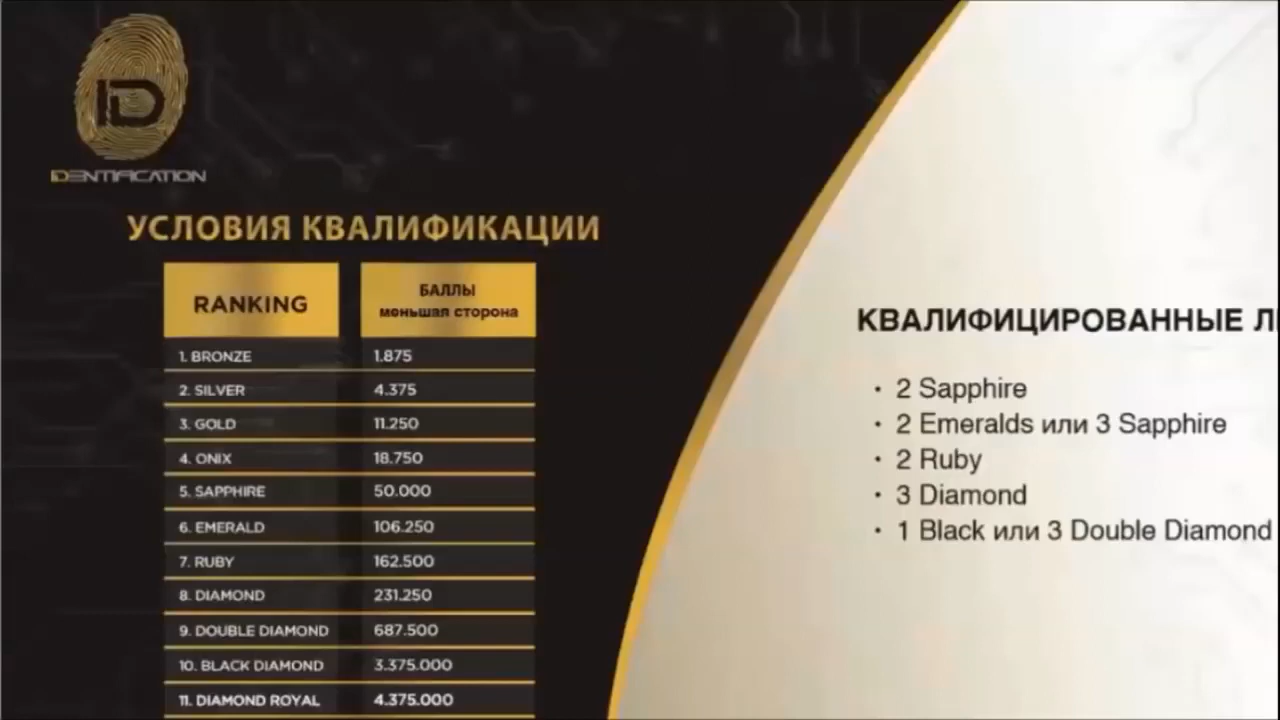 ID
IDENTIFICATION
УСЛОВИЯ КВАЛИФИКАЦИИ
RANKING
БАЛЛЫ
меньшая сторона
1. BRONZE 1.875
2. SILVER 4.375
3. GOLD 11.250
4. ONIX 18.750
5. SAPPHIRE 50.000
6. EMERALD 106.250
7. RUBY 162.500
8. DIAMOND 231.250
9. DOUBLE DIAMOND 687.500
10. BLACK DIAMOND 3.375.000
11. DIAMOND ROYAL 4.375.000
КВАЛИФИЦИРОВАННЫЕ Л
• 2 Sapphire
• 2 Emeralds или 3 Sapphire
• 2 Ruby
• 3 Diamond
• 1 Black или 3 Double Diamond